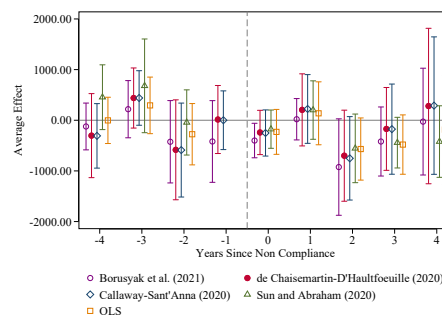 2000.00
1000.00
0.00
-1000.00
-2000.00
Average Effect
-4 -3 -2 -1 0 1 2 3 4
Years Since Non Compliance
Borusyak et al. (2021) de Chaisemartin-D'Haultfoeuille (2020)
Callaway-Sant'Anna (2020) Sun and Abraham (2020)
OLS